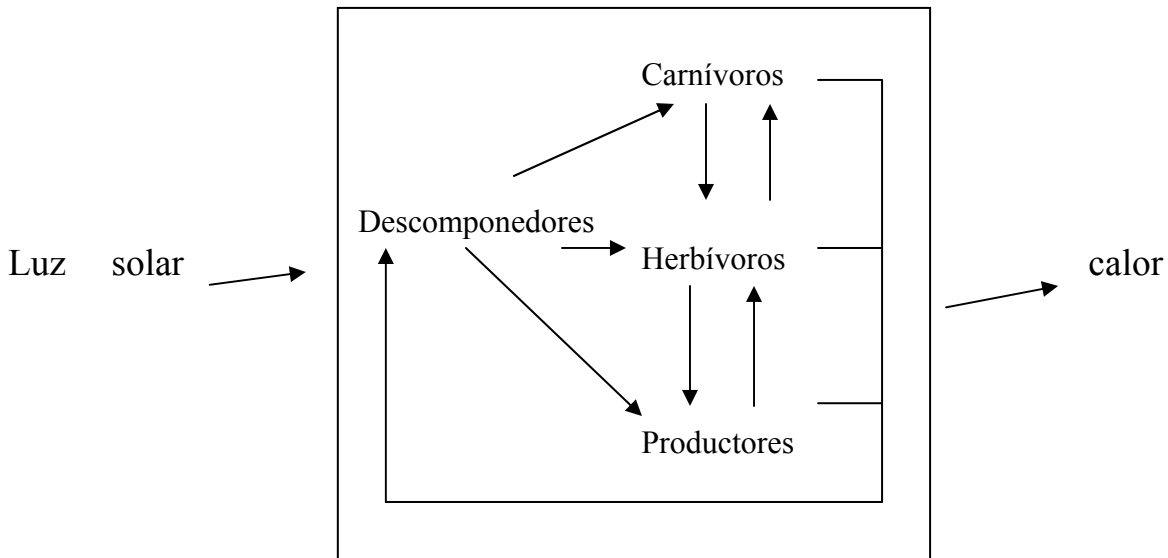 Carnívoros
Descomponedores
Luz solar
Herbívoros
calor
Productores